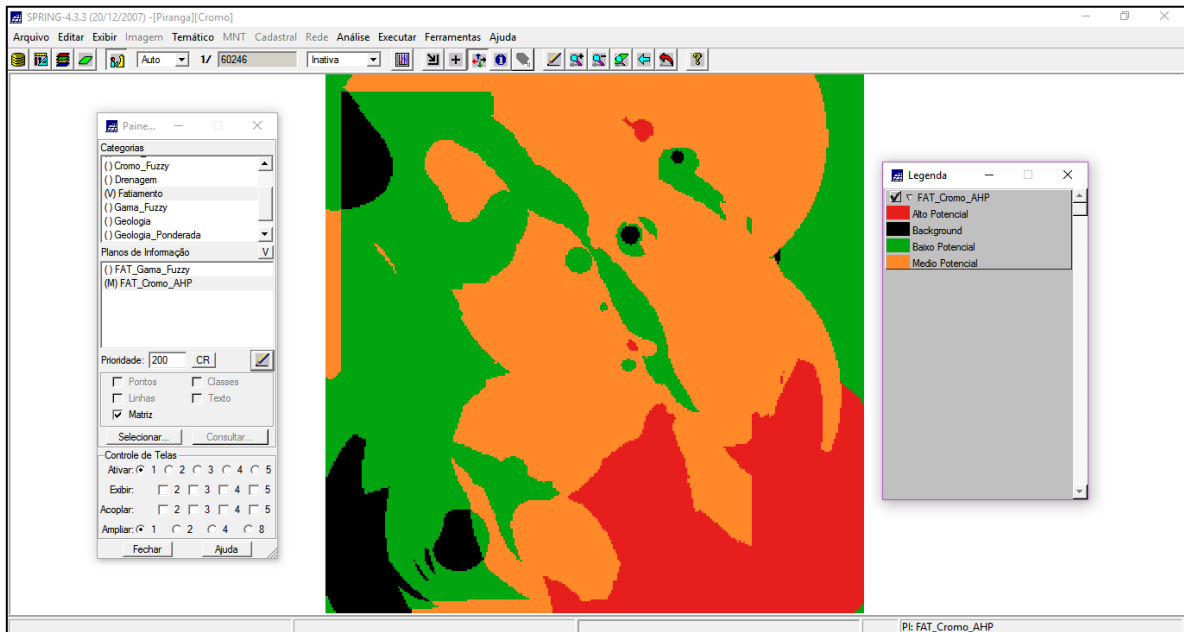 SPRING-4.3.3 (20/12/2007) -[Piranga][Cromo]
Arquivo Editar Exibir Imagem Temático MNT Cadastral Rede Análise Executar Ferramentas Ajuda
Auto 1/ 60246 Inativa
Paine...
Categorias
() Cromo_Fuzzy
() Drenagem
(V) Fatiamento
() Gama_Fuzzy
() Geologia
() Geologia_Ponderada
Planos de Informação V
() FAT_Gama_Fuzzy
(M) FAT_Cromo_AHP
Prioridade: 200 CR
Pontos Classes
Linhas Texto
Matriz
Selecionar... Consultar...
Controle de Telas
Ativar: 1 2 3 4 5
Exibir: 2 3 4 5
Acoplar: 2 3 4 5
Ampliar: 1 2 4 8
Fechar Ajuda
Legenda
FAT_Cromo_AHP
Alto Potencial
Background
Baixo Potencial
Medio Potencial
PI: FAT_Cromo_AHP